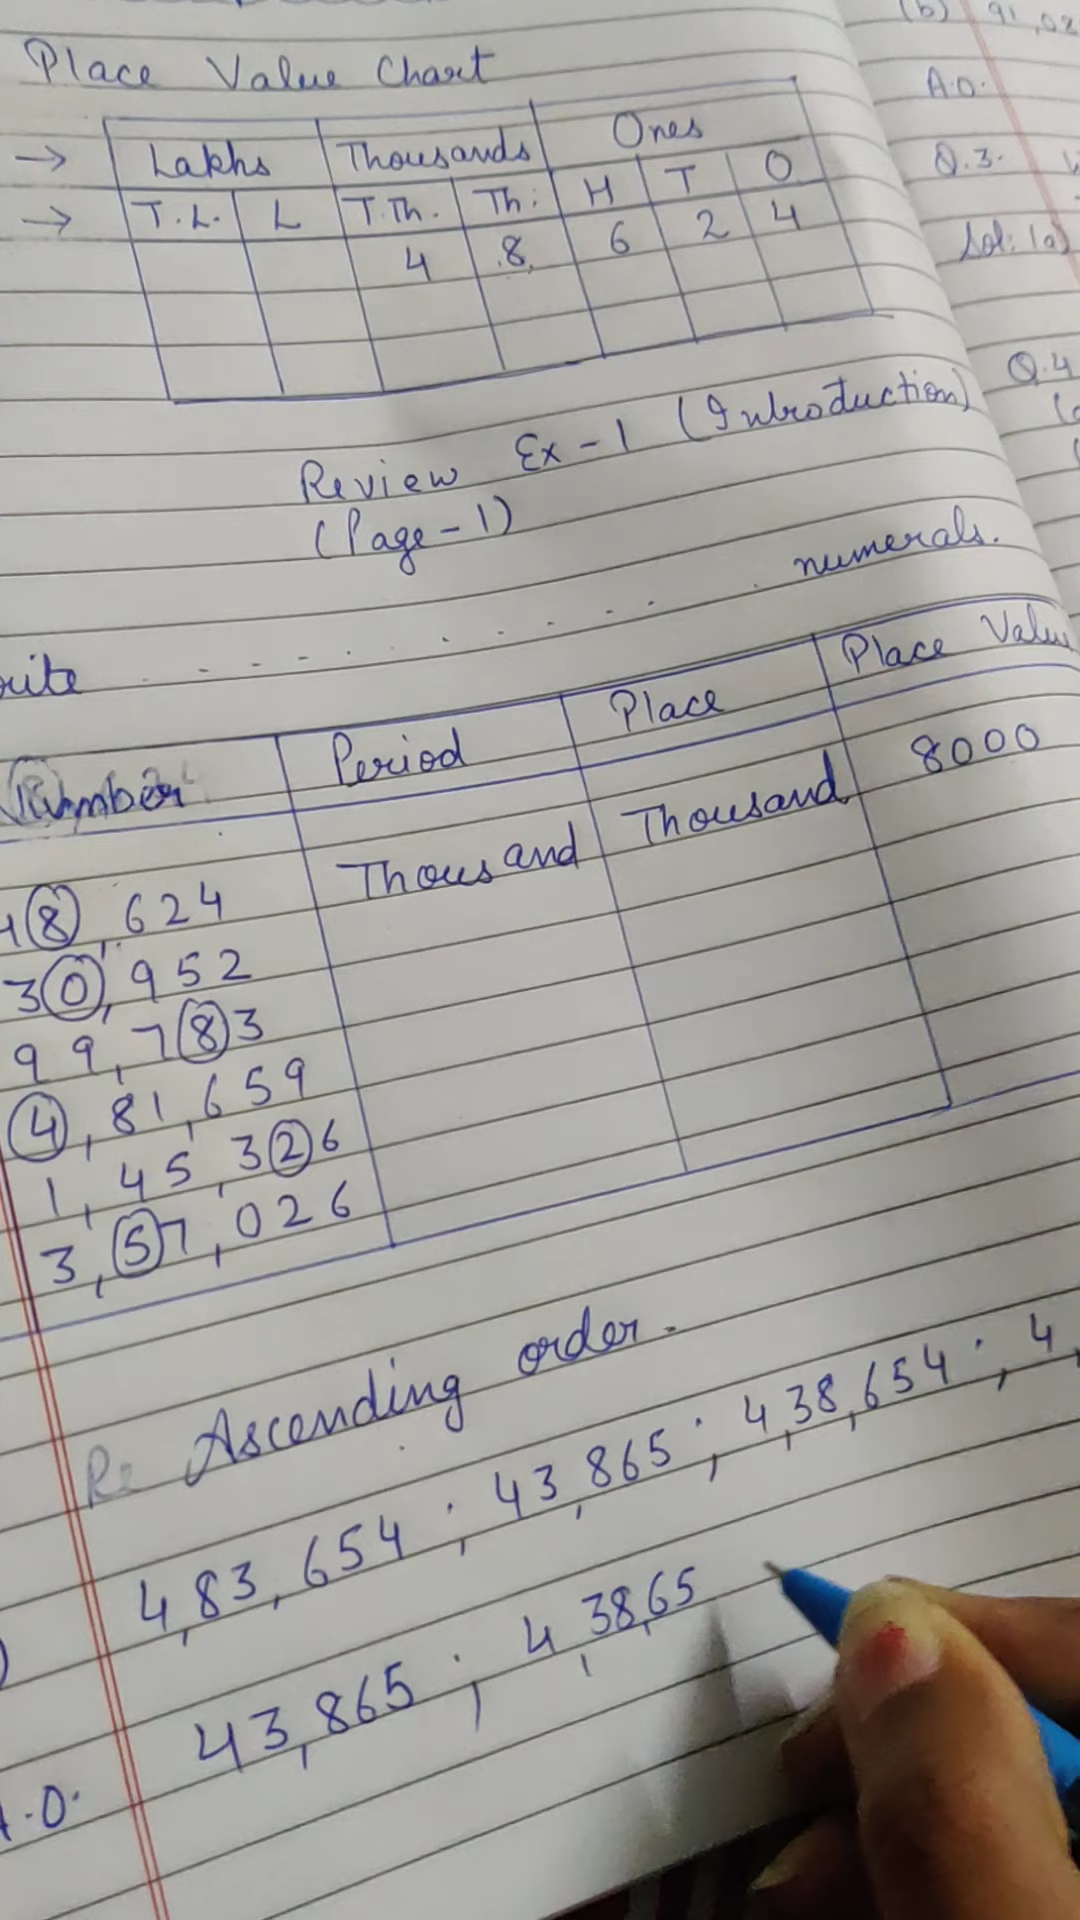 Place Value Chart
→ Lakhs Thousands Ones
→ T.L. L T.Th. Th. H T O
4 8 6 2 4
Review Ex-1 (Introduction)
(Page-1)
numerals.
Number Period Place Place Value
48,624 Thousand Thousand 8000
30,952
99,783
4,81,659
1,45,326
3,57,026
Ascending order.
4,83,654 ; 43,865 ; 4,38,654 ; 4,
A.O. 43,865 ; 4,38,65
(b) 91,02
A.O.
Q.3.
Sol: (a)
Q.4